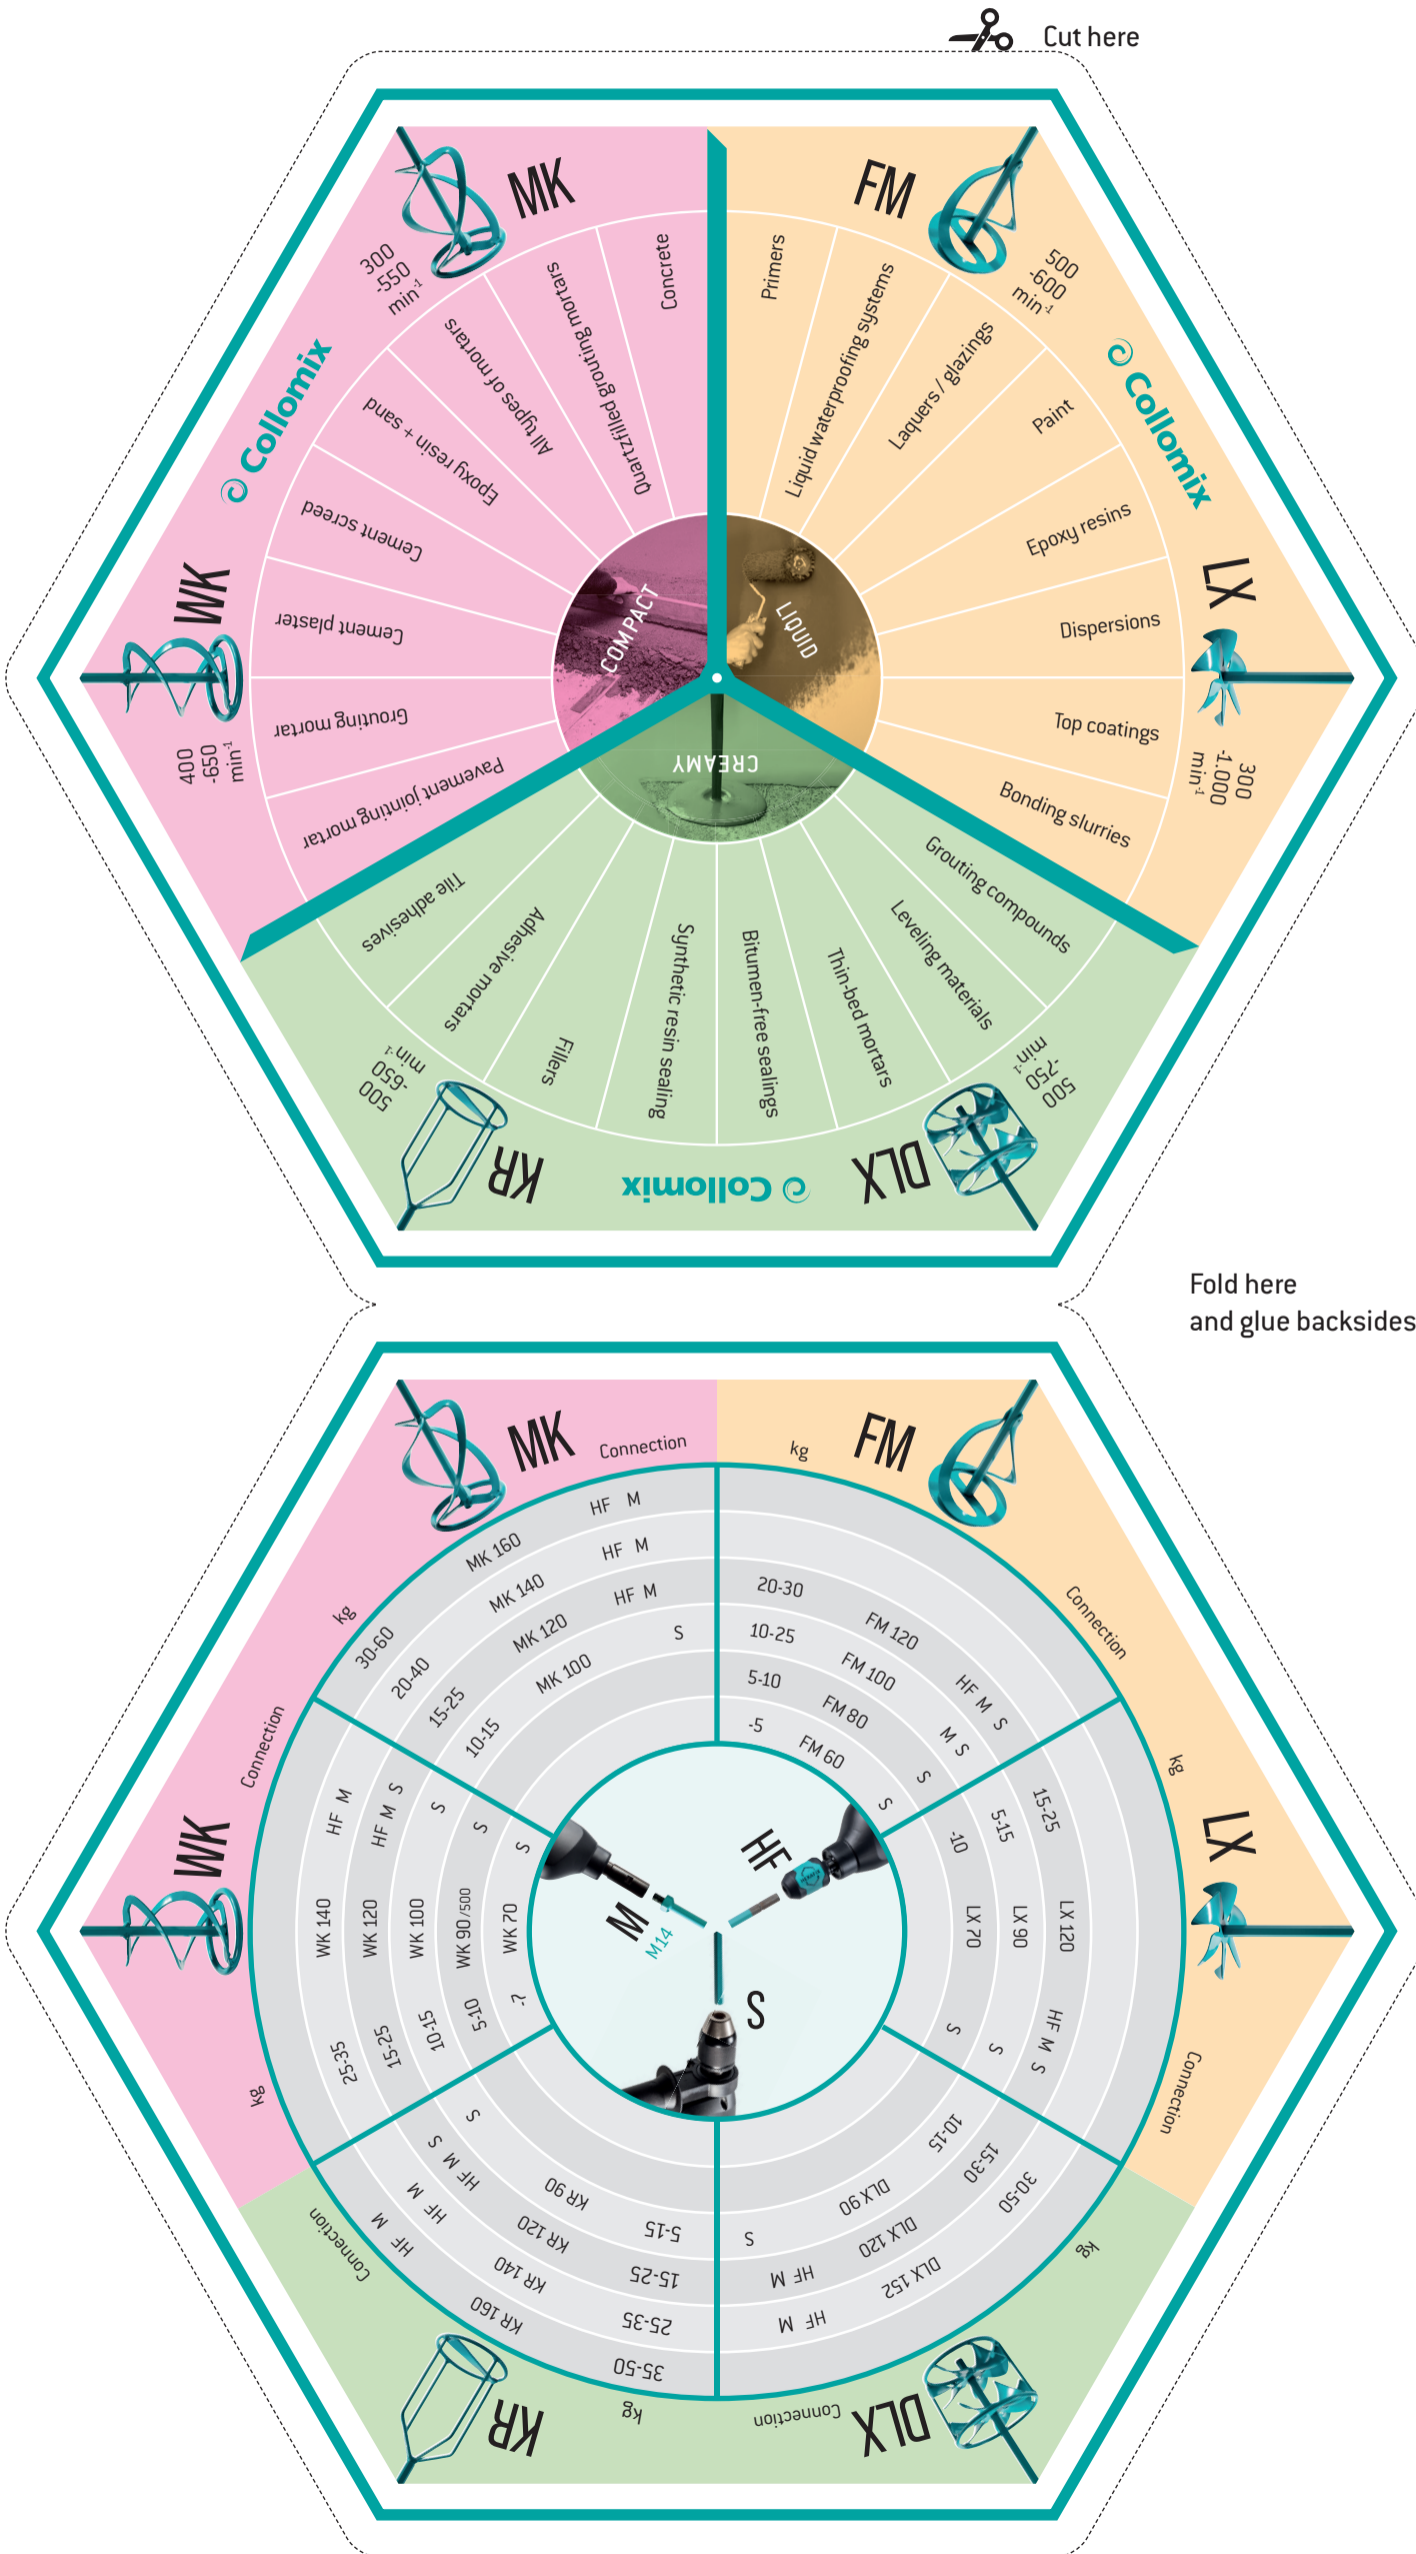 Cut here
MK
300
-550
min-1
Collomix
WK
400
-650
min-1
Concrete
Quartzfilled grouting mortars
All types of mortars
Epoxy resin + sand
Cement screed
Cement plaster
Grouting mortar
Pavement jointing mortar
COMPACT
FM
500
-600
min-1
Collomix
LX
300
-1.000
min-1
Primers
Liquid waterproofing systems
Laquers / glazings
Paint
Epoxy resins
Dispersions
Top coatings
Bonding slurries
LIQUID
CREAMY
Grouting compounds
Leveling materials
Thin-bed mortars
Bitumen-free sealings
Synthetic resin sealing
Fillers
Adhesive mortars
Tile adhesives
DLX
500
-750
min-1
Collomix
KR
500
-650
min-1
Fold here
and glue backsides
MK
kg
Connection
30-60 MK 160 HF M
20-40 MK 140 HF M
15-25 MK 120 HF M
10-15 MK 100 S
FM
kg
Connection
20-30 FM 120 HF M S
10-25 FM 100 M S
5-10 FM 80 S
-5 FM 60 S
LX
kg
Connection
15-25 LX 120 HF M S
5-15 LX 90 S
-10 LX 70 S
DLX
kg
Connection
30-50 DLX 152 HF M
15-30 DLX 120 HF M
10-15 DLX 90 S
KR
kg
Connection
35-50 KR 160 HF M
25-35 KR 140 HF M
15-25 KR 120 HF M S
5-15 KR 90 S
WK
kg
Connection
25-35 WK 140 HF M
15-25 WK 120 HF M S
10-15 WK 100 S
5-10 WK 90/500 S
-7 WK 70 S
HF
M
M14
S